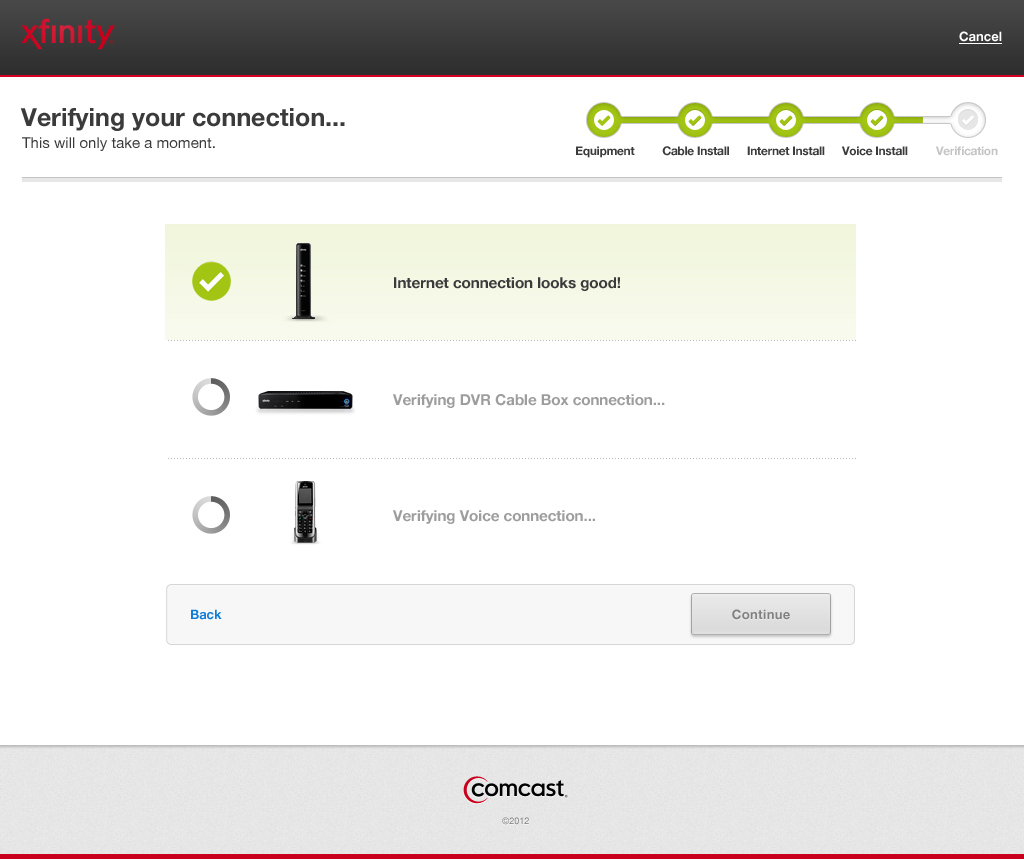 xfinity
Cancel
Verifying your connection...
This will only take a moment.
Equipment
Cable Install
Internet Install
Voice Install
Verification
Internet connection looks good!
Verifying DVR Cable Box connection...
Verifying Voice connection...
Back
Continue
comcast
©2012